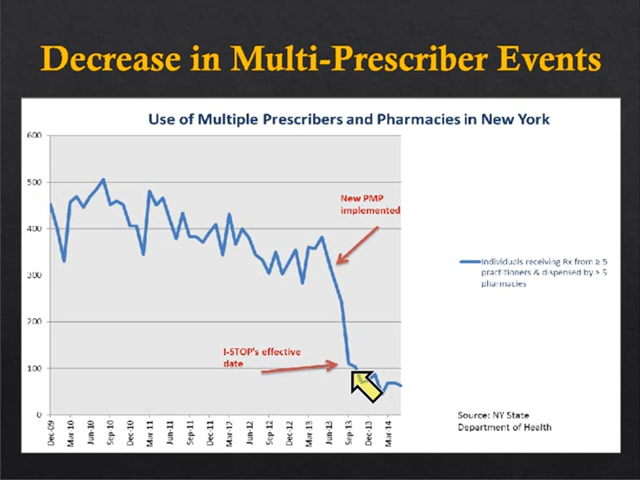 Decrease in Multi-Prescriber Events
Use of Multiple Prescribers and Pharmacies in New York
600
500
400
300
200
100
0
New PMP
implemented
I-STOP's effective
date
Individuals receiving Rx from ≥ 5
practitioners & dispensed by ≥ 5
pharmacies
Dec-09
Mar-10
Jun-10
Sep-10
Dec-10
Mar-11
Jun-11
Sep-11
Dec-11
Mar-12
Jun-12
Sep-12
Dec-12
Mar-13
Jun-13
Sep-13
Dec-13
Mar-14
Source: NY State
Department of Health